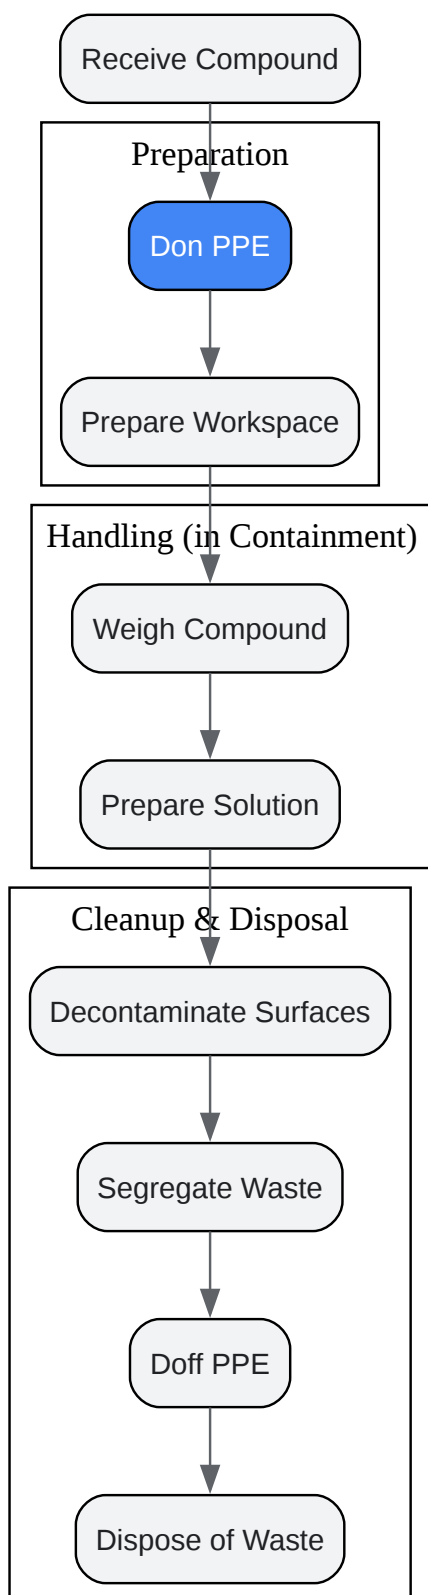 Receive Compound
Preparation
Don PPE
Prepare Workspace
Handling (in Containment)
Weigh Compound
Prepare Solution
Cleanup & Disposal
Decontaminate Surfaces
Segregate Waste
Doff PPE
Dispose of Waste